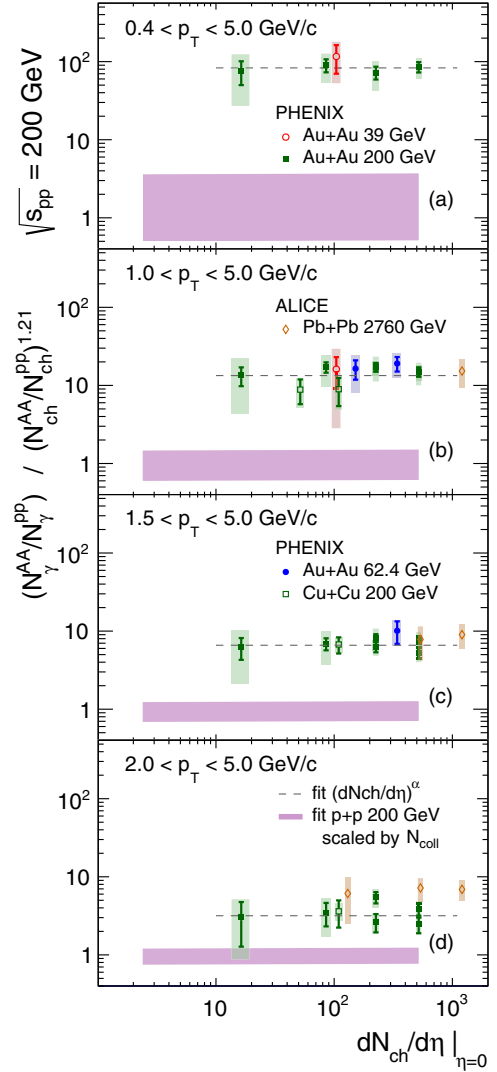 0.4 < p_T < 5.0 GeV/c
10^2
10
1
PHENIX
Au+Au 39 GeV
Au+Au 200 GeV
(a)
1.0 < p_T < 5.0 GeV/c
10^2
10
1
ALICE
Pb+Pb 2760 GeV
(b)
1.5 < p_T < 5.0 GeV/c
10^2
10
1
PHENIX
Au+Au 62.4 GeV
Cu+Cu 200 GeV
(c)
2.0 < p_T < 5.0 GeV/c
10^2
10
1
fit (dNch/dη)^α
fit p+p 200 GeV
scaled by N_coll
(d)
10
10^2
10^3
dN_ch/dη|_η=0
(N_γ^AA/N_γ^pp) / (N_ch^AA/N_ch^pp)^1.21
√s_pp = 200 GeV